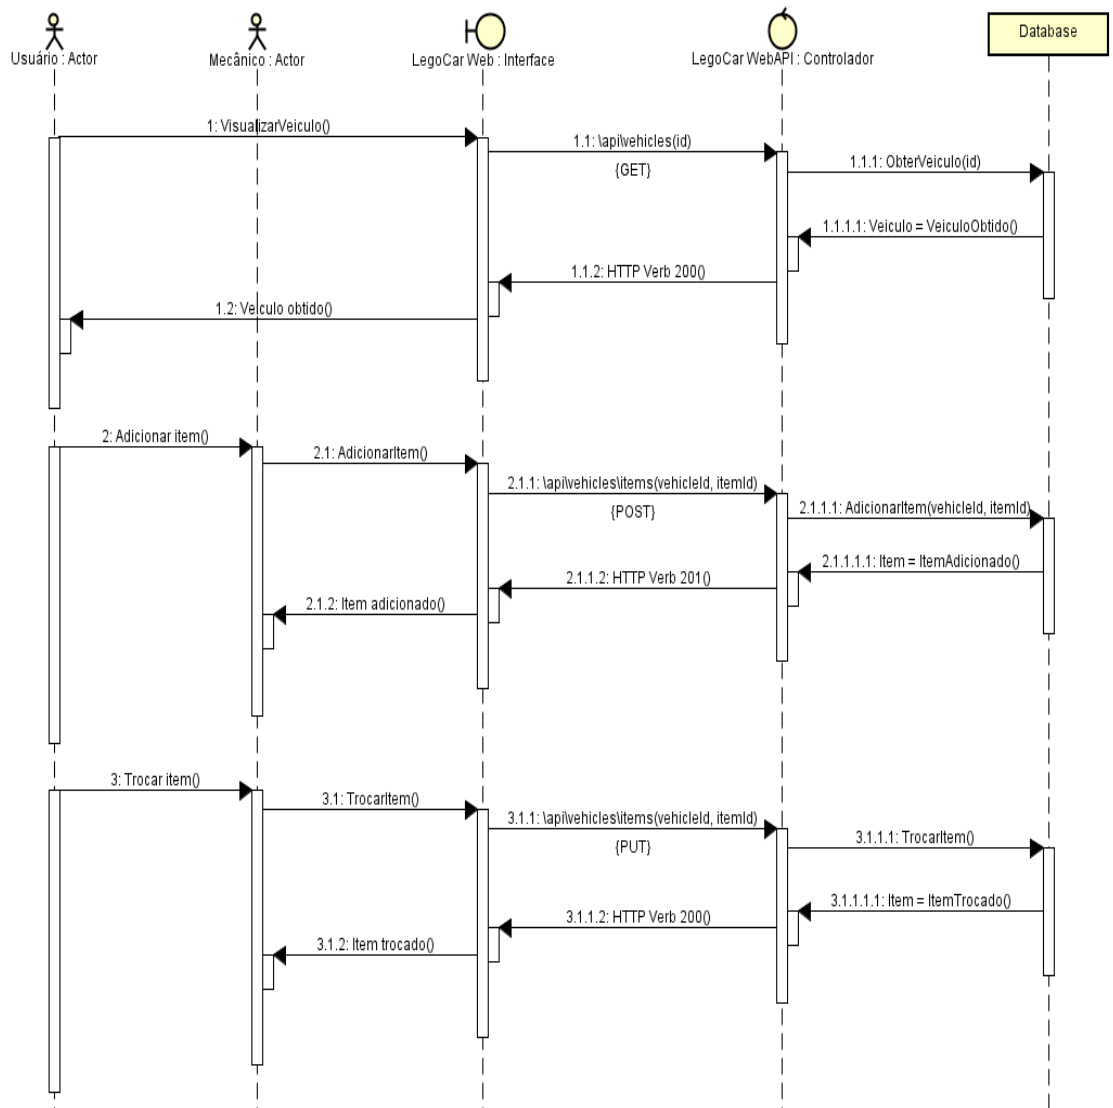 Usuário : Actor
Mecânico : Actor
LegoCar Web : Interface
LegoCar WebAPI : Controlador
Database
1: VisualizarVeiculo()
1.1: \api\vehicles(id)
{GET}
1.1.1: ObterVeiculo(id)
1.1.1.1: Veiculo = VeiculoObtido()
1.1.2: HTTP Verb 200()
1.2: Veiculo obtido()
2: Adicionar item()
2.1: AdicionarItem()
2.1.1: \api\vehicles\items(vehicleId, itemId)
{POST}
2.1.1.1: AdicionarItem(vehicleId, itemId)
2.1.1.1.1: Item = ItemAdicionado()
2.1.1.2: HTTP Verb 201()
2.1.2: Item adicionado()
3: Trocar item()
3.1: TrocarItem()
3.1.1: \api\vehicles\items(vehicleId, itemId)
{PUT}
3.1.1.1: TrocarItem()
3.1.1.1.1: Item = ItemTrocado()
3.1.1.2: HTTP Verb 200()
3.1.2: Item trocado()